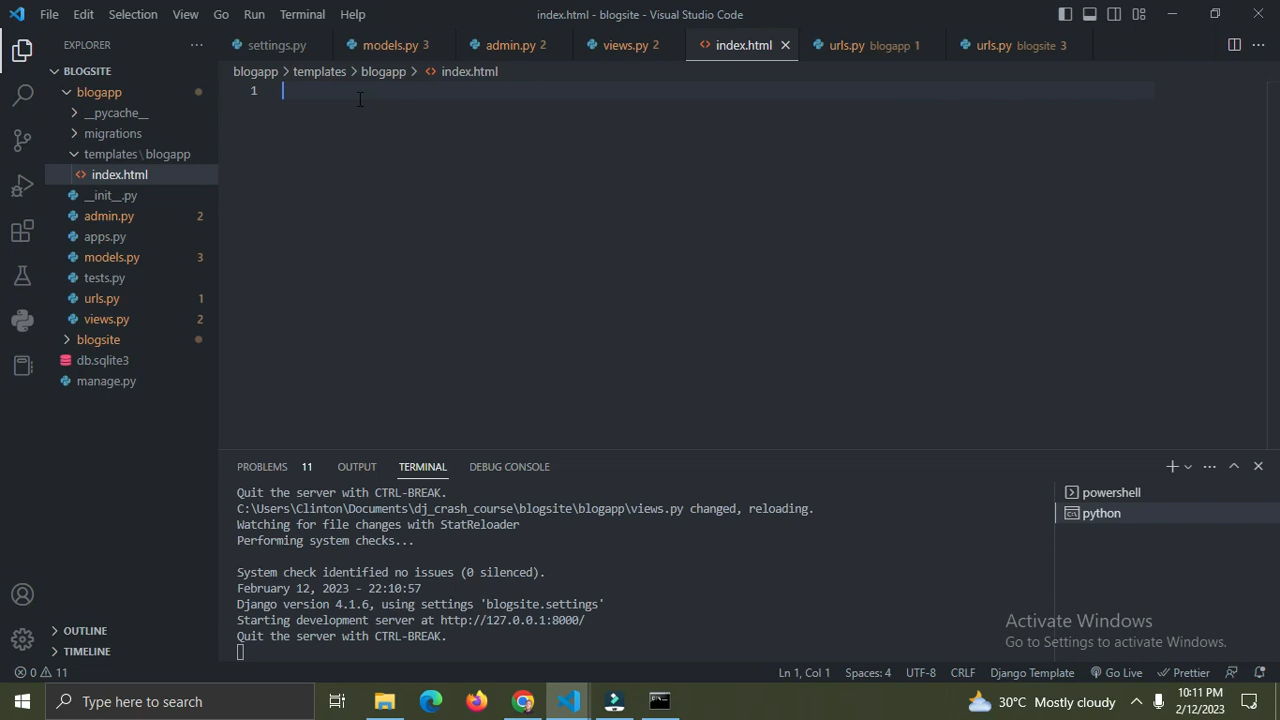 File Edit Selection View Go Run Terminal Help index.html - blogsite - Visual Studio Code
EXPLORER
settings.py models.py 3 admin.py 2 views.py 2 index.html urls.py blogapp 1 urls.py blogsite 3
BLOGSITE
blogapp > templates > blogapp > index.html
blogapp
1
__pycache__
migrations
templates\blogapp
index.html
__init__.py
admin.py 2
apps.py
models.py 3
tests.py
urls.py 1
views.py 2
blogsite
db.sqlite3
manage.py
OUTLINE
TIMELINE
PROBLEMS 11 OUTPUT TERMINAL DEBUG CONSOLE
Quit the server with CTRL-BREAK.
C:\Users\Clinton\Documents\dj_crash_course\blogsite\blogapp\views.py changed, reloading.
Watching for file changes with StatReloader
Performing system checks...
System check identified no issues (0 silenced).
February 12, 2023 - 22:10:57
Django version 4.1.6, using settings 'blogsite.settings'
Starting development server at http://127.0.0.1:8000/
Quit the server with CTRL-BREAK.
powershell
python
Activate Windows
Go to Settings to activate Windows.
0 11 Ln 1, Col 1 Spaces: 4 UTF-8 CRLF Django Template Go Live Prettier
Type here to search
30°C Mostly cloudy
10:11 PM
2/12/2023